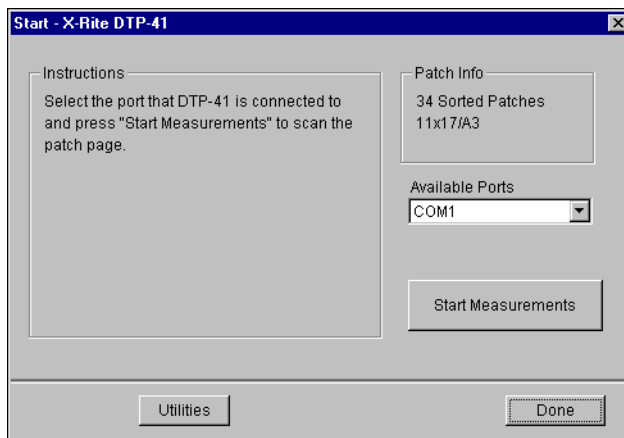 Start - X-Rite DTP-41
Instructions
Select the port that DTP-41 is connected to
and press "Start Measurements" to scan the
patch page.
Patch Info
34 Sorted Patches
11x17/A3
Available Ports
COM1
Start Measurements
Utilities
Done